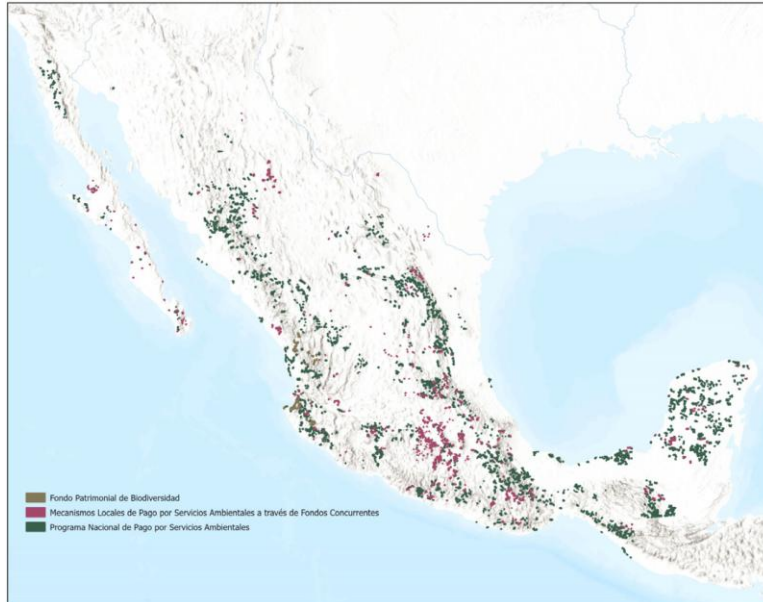 Fondo Patrimonial de Biodiversidad
Mecanismos Locales de Pago por Servicios Ambientales a través de Fondos Concurrentes
Programa Nacional de Pago por Servicios Ambientales